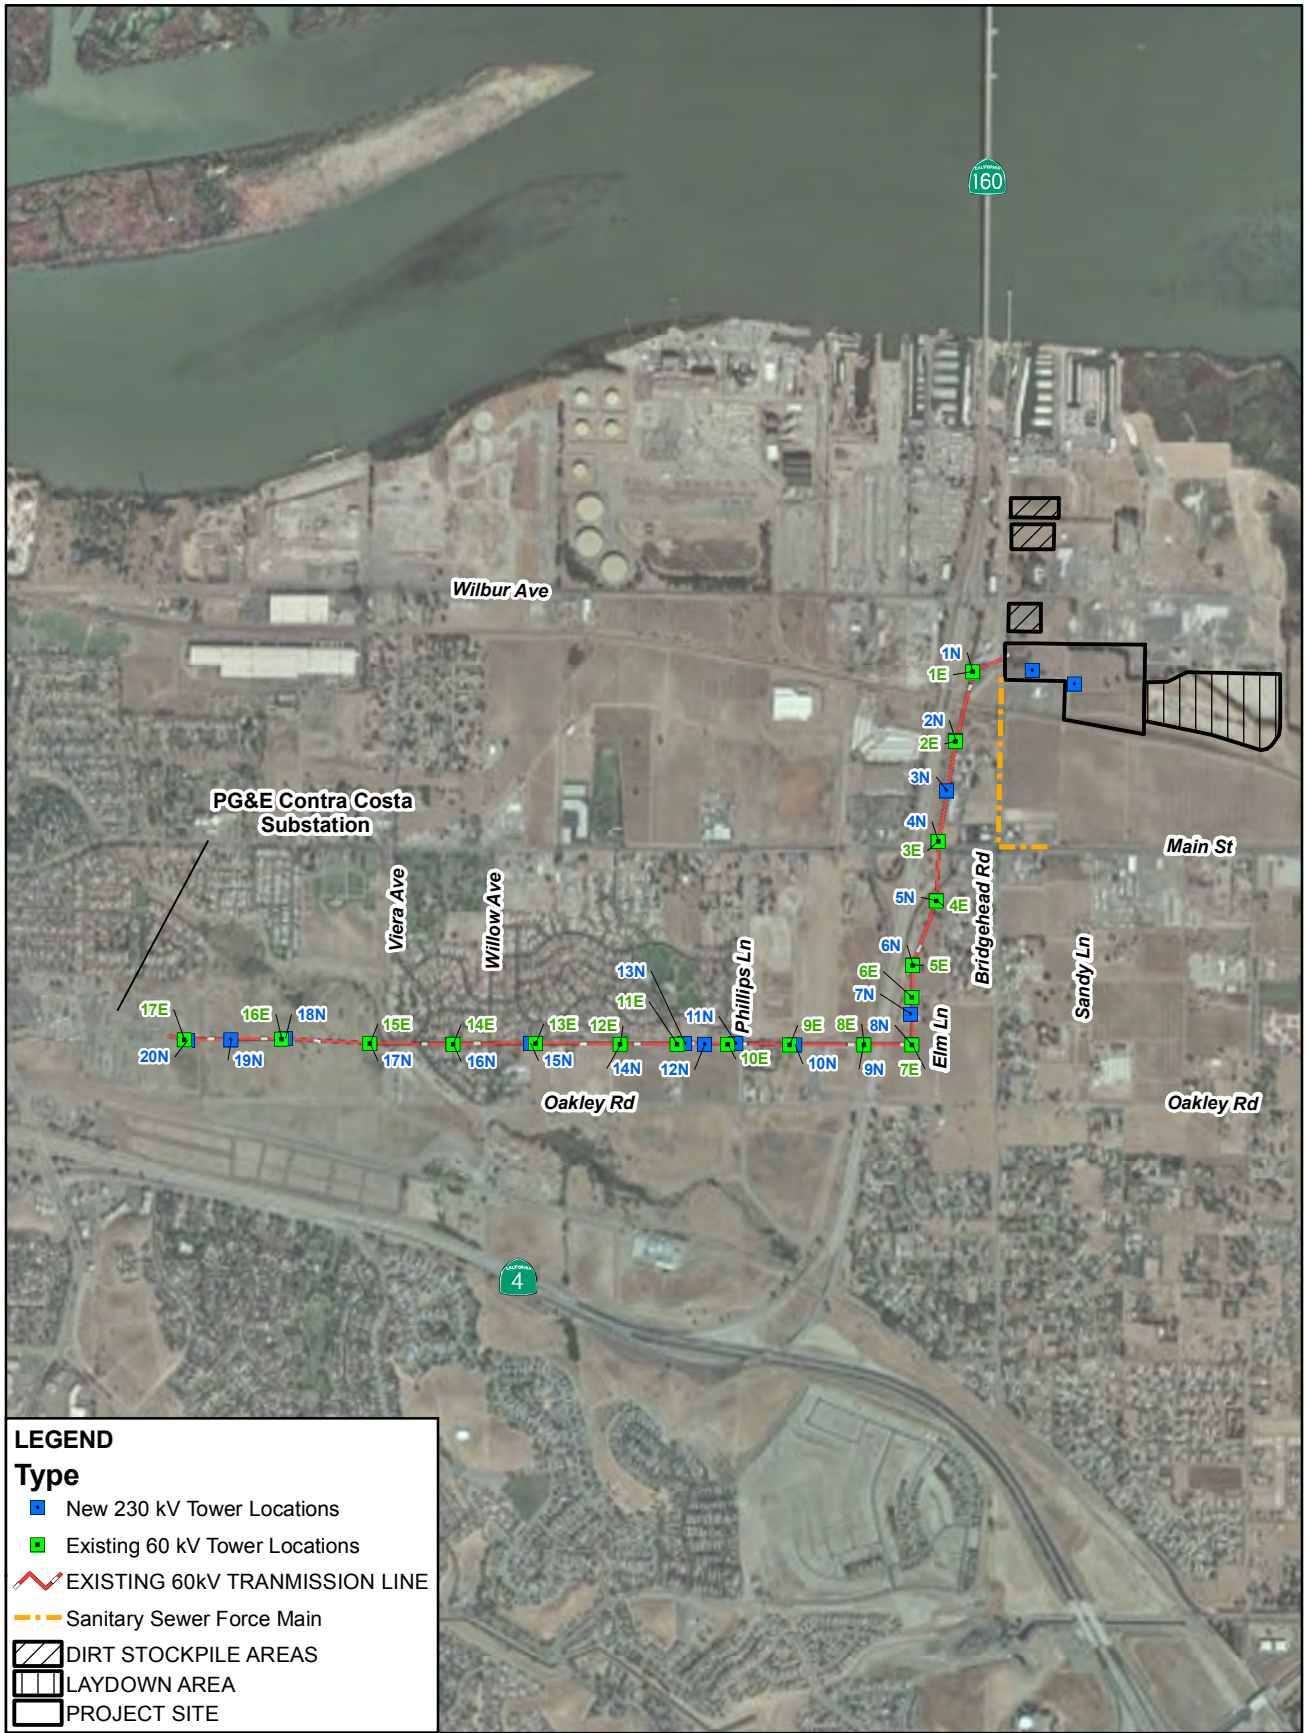 CALIFORNIA
160
Wilbur Ave
1N
1E
2N
2E
3N
PG&E Contra Costa
Substation
4N
3E
Main St
Viera Ave
Willow Ave
5N
4E
Bridgehead Rd
6N
5E
Phillips Ln
Sandy Ln
13N
6E
11E
7N
17E
16E
18N
15E
14E
13E
12E
11N
9E
8E
8N
Elm Ln
20N
19N
17N
16N
15N
14N
12N
10E
10N
9N
7E
Oakley Rd
Oakley Rd
CALIFORNIA
4
LEGEND
Type
New 230 kV Tower Locations
Existing 60 kV Tower Locations
EXISTING 60kV TRANMISSION LINE
Sanitary Sewer Force Main
DIRT STOCKPILE AREAS
LAYDOWN AREA
PROJECT SITE